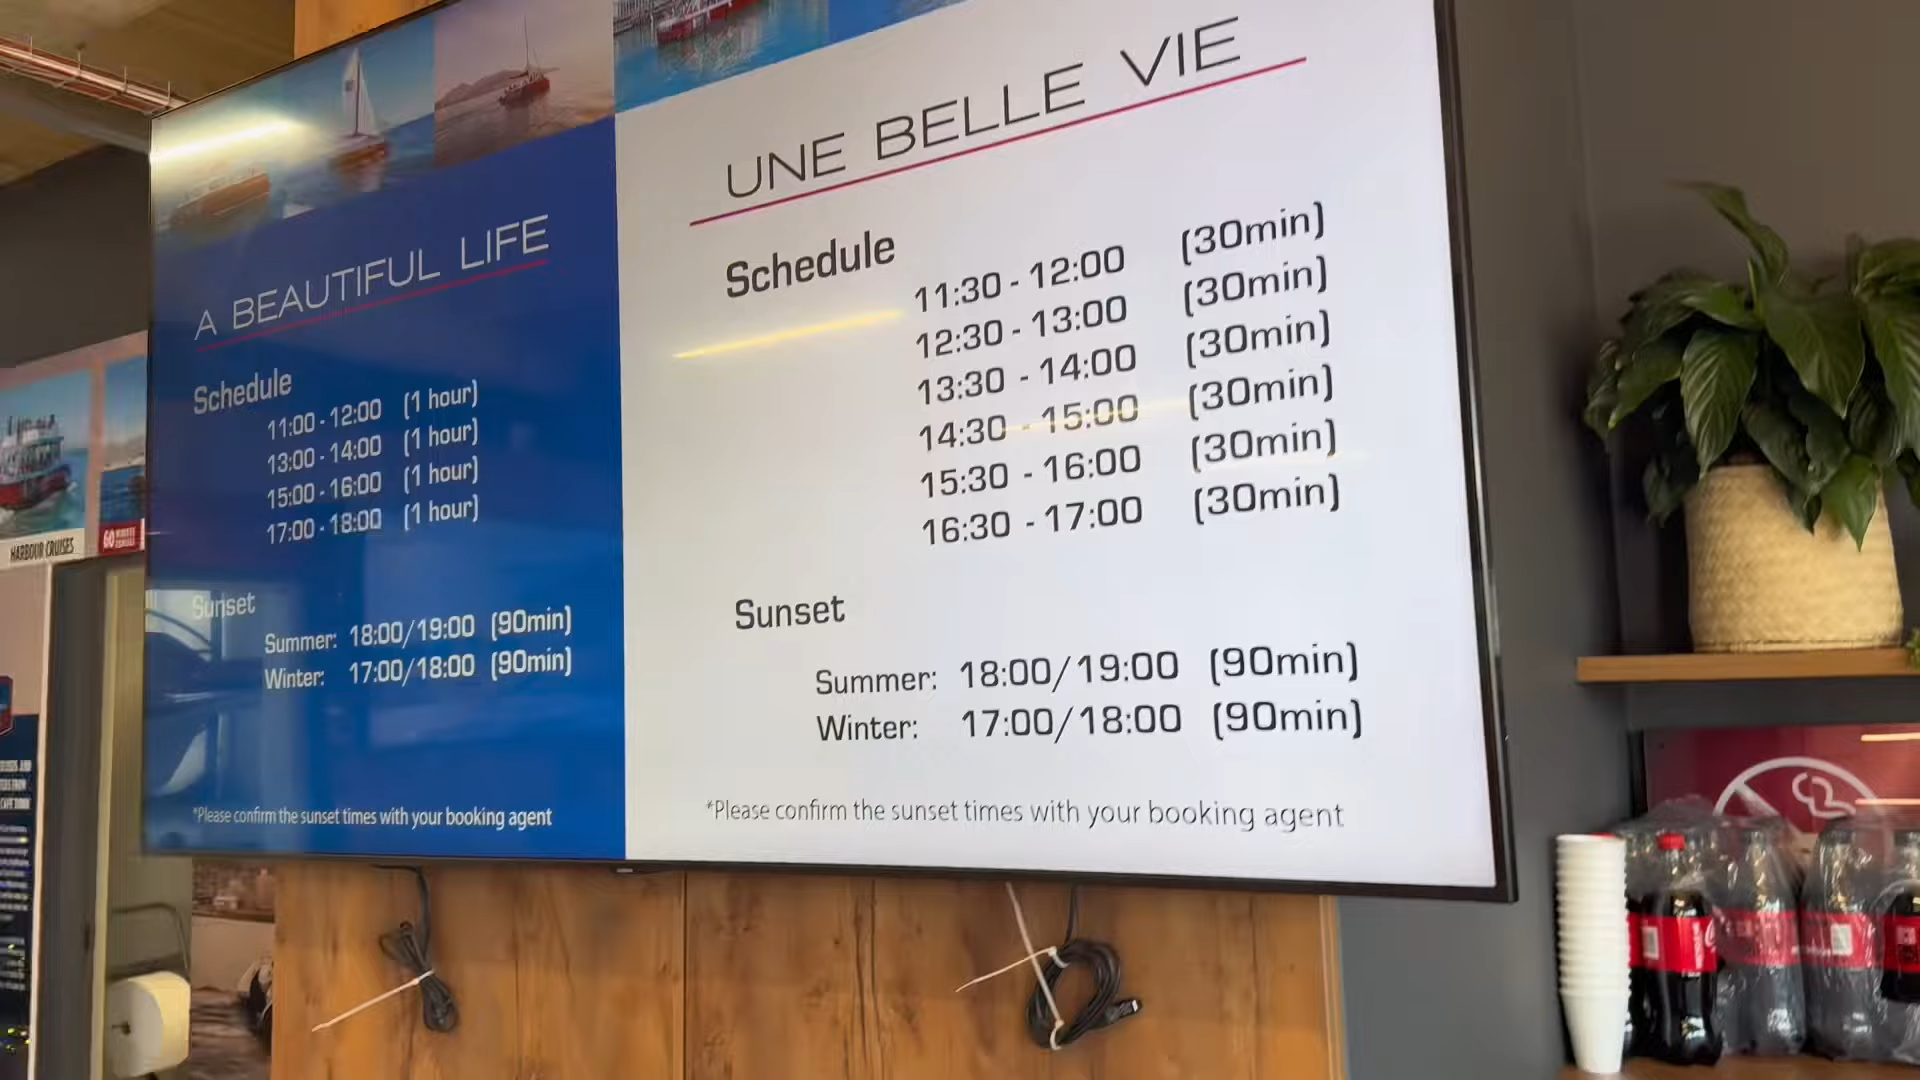 A BEAUTIFUL LIFE
Schedule
11:00 - 12:00 (1 hour)
13:00 - 14:00 (1 hour)
15:00 - 16:00 (1 hour)
17:00 - 18:00 (1 hour)
Sunset
Summer: 18:00/19:00 (90min)
Winter: 17:00/18:00 (90min)
*Please confirm the sunset times with your booking agent
UNE BELLE VIE
Schedule
11:30 - 12:00 (30min)
12:30 - 13:00 (30min)
13:30 - 14:00 (30min)
14:30 - 15:00 (30min)
15:30 - 16:00 (30min)
16:30 - 17:00 (30min)
Sunset
Summer: 18:00/19:00 (90min)
Winter: 17:00/18:00 (90min)
*Please confirm the sunset times with your booking agent
HARBOUR CRUISES
60